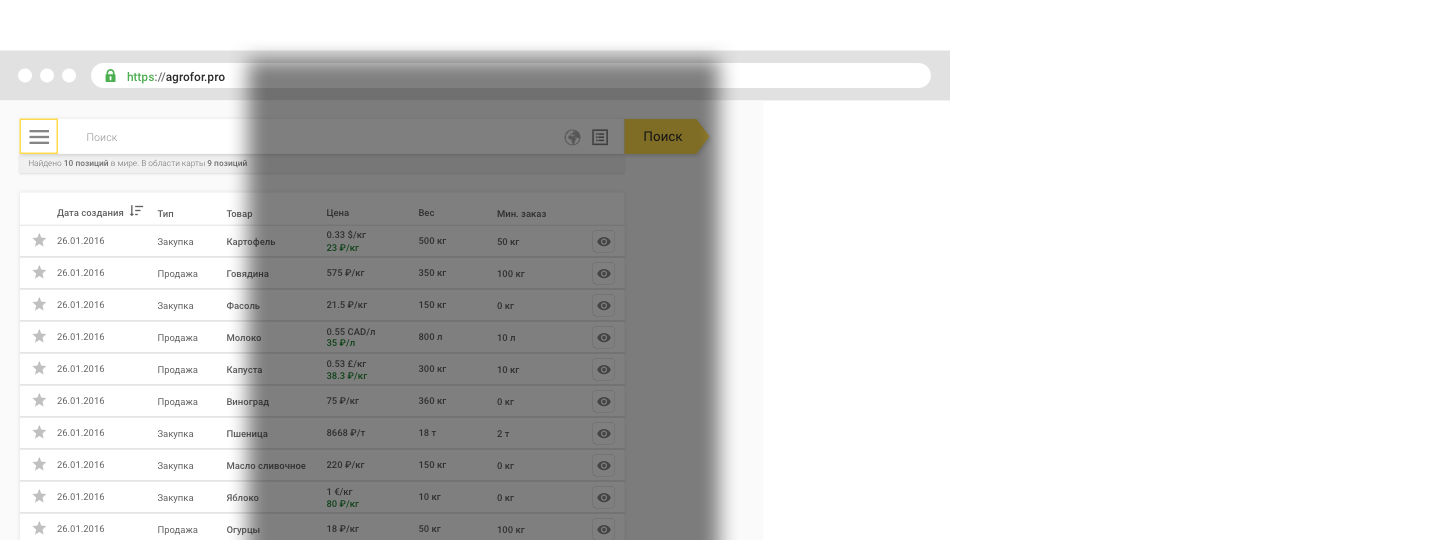 https://agrofor.pro
Поиск Поиск
Найдено 10 позиций в мире. В области карты 9 позиций
Дата создания Тип Товар Цена Вес Мин. заказ
26.01.2016 Закупка Картофель 0.33 $/кг 500 кг 50 кг
23 ₽/кг
26.01.2016 Продажа Говядина 575 ₽/кг 350 кг 100 кг
26.01.2016 Закупка Фасоль 21.5 ₽/кг 150 кг 0 кг
26.01.2016 Продажа Молоко 0.55 CAD/л 800 л 10 л
35 ₽/л
26.01.2016 Продажа Капуста 0.53 £/кг 300 кг 10 кг
38.3 ₽/кг
26.01.2016 Продажа Виноград 75 ₽/кг 360 кг 0 кг
26.01.2016 Закупка Пшеница 8668 ₽/т 18 т 2 т
26.01.2016 Закупка Масло сливочное 220 ₽/кг 150 кг 0 кг
26.01.2016 Закупка Яблоко 1 €/кг 10 кг 0 кг
80 ₽/кг
26.01.2016 Продажа Огурцы 18 ₽/кг 50 кг 100 кг